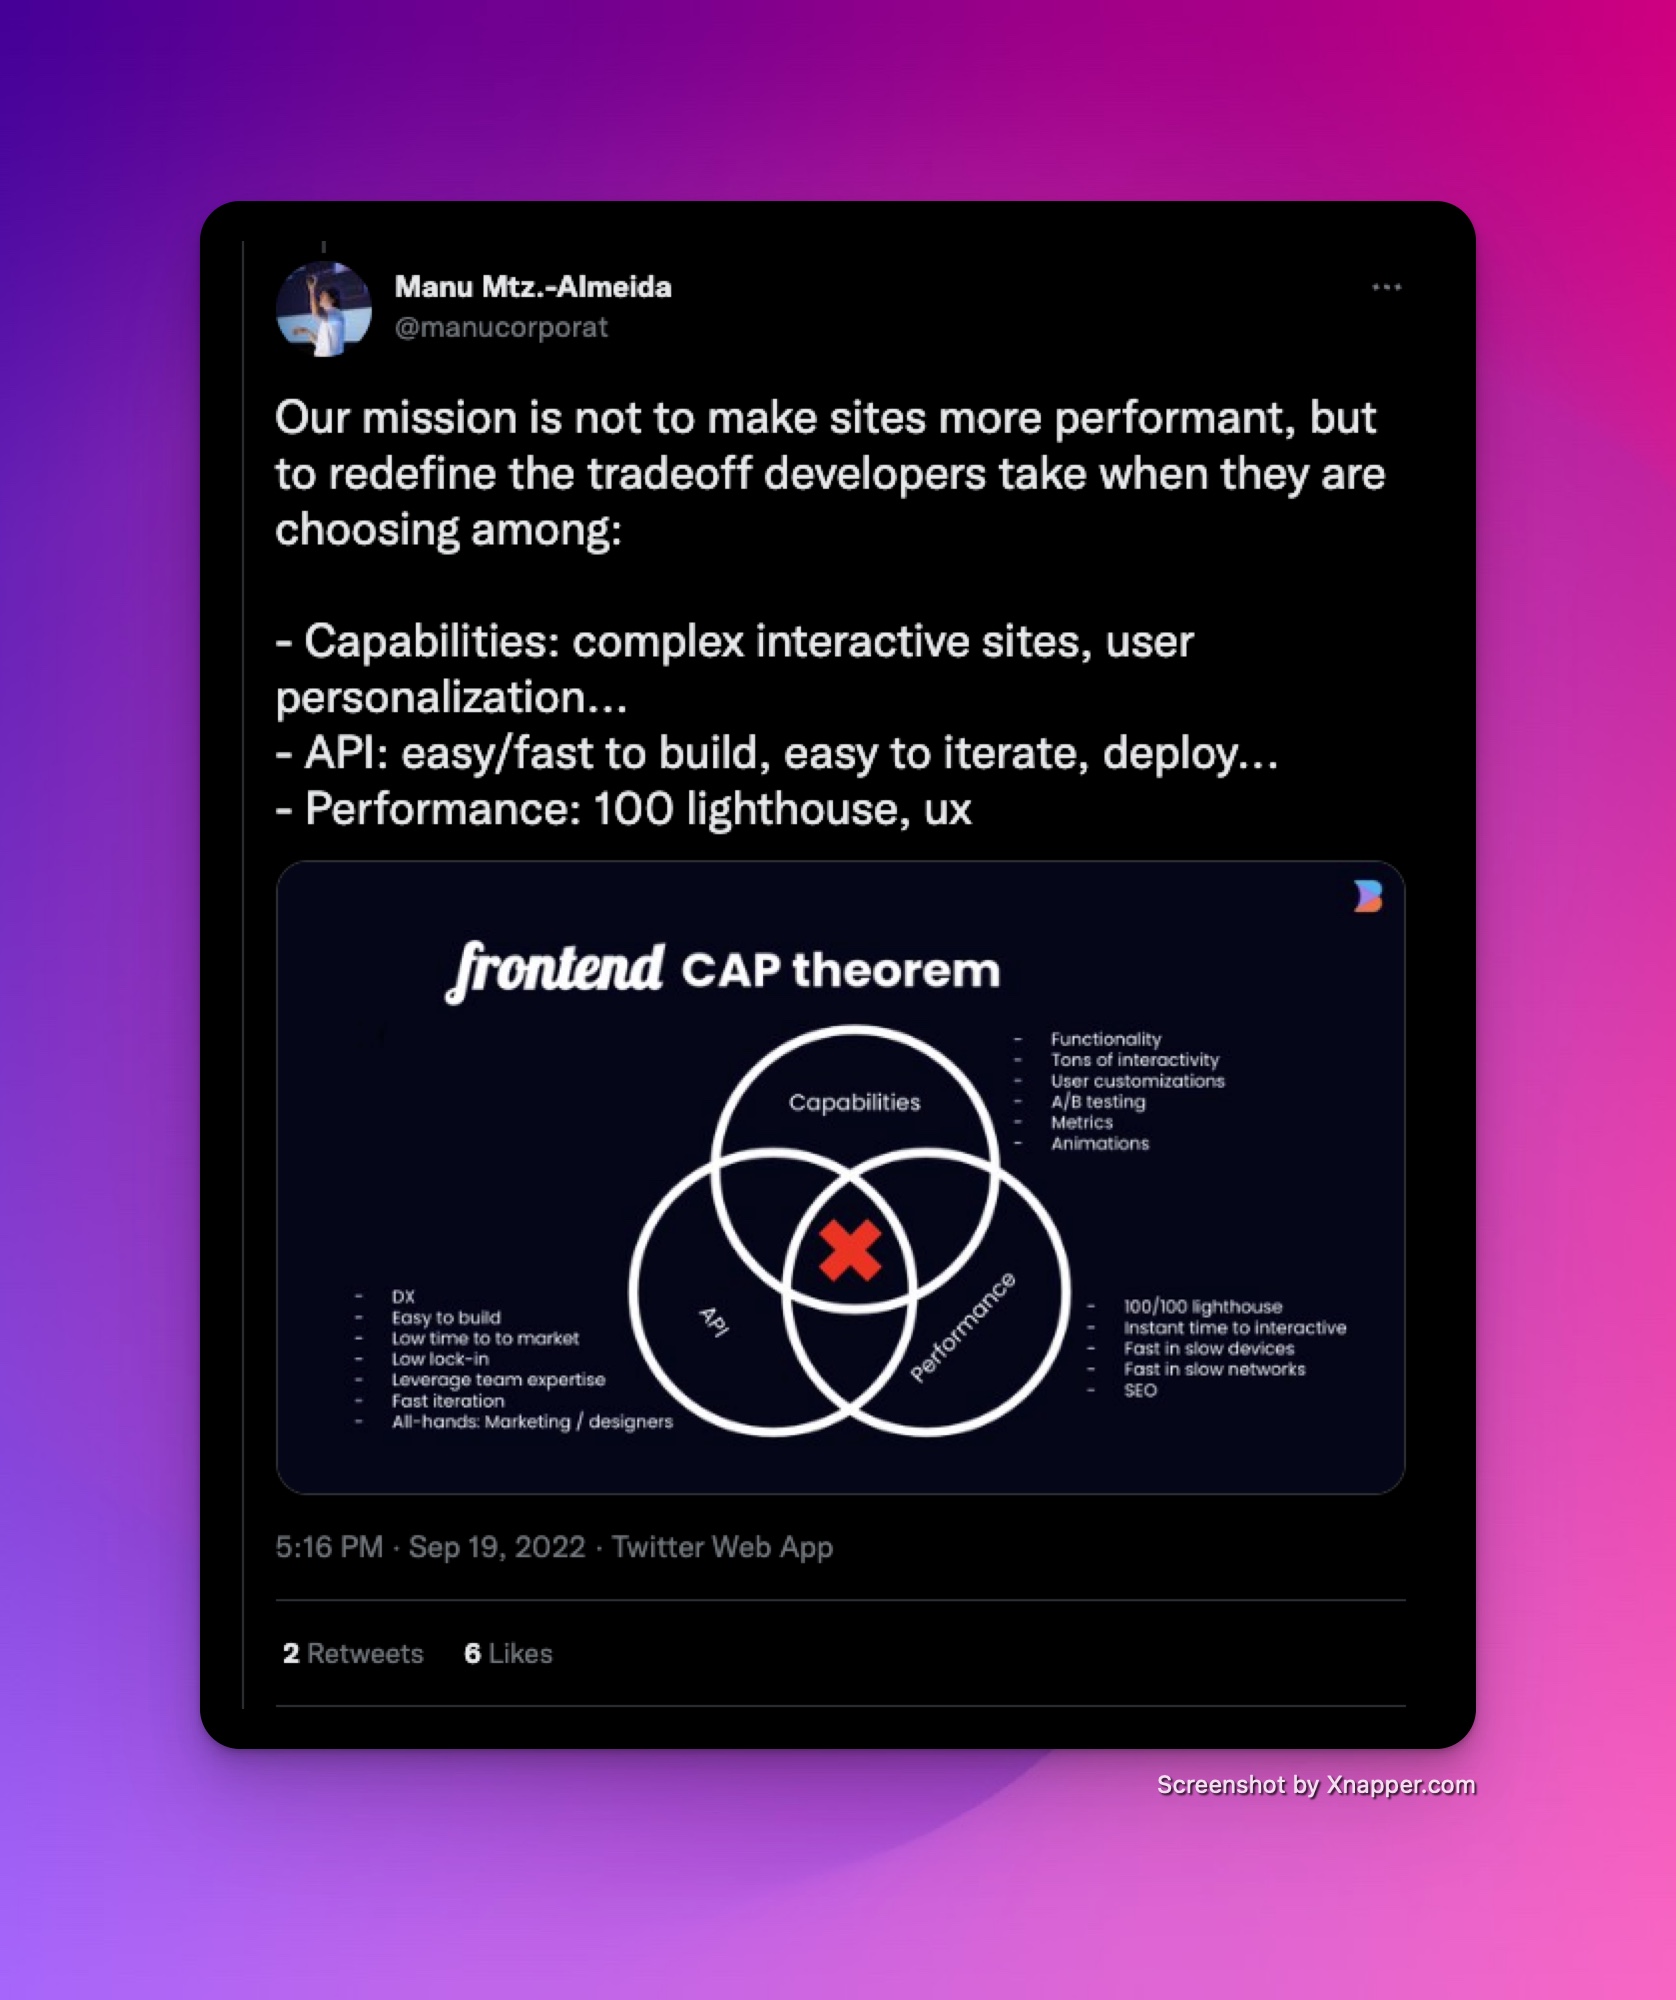 Manu Mtz.-Almeida
@manucorporat
Our mission is not to make sites more performant, but
to redefine the tradeoff developers take when they are
choosing among:
- Capabilities: complex interactive sites, user
personalization...
- API: easy/fast to build, easy to iterate, deploy...
- Performance: 100 lighthouse, ux
frontend CAP theorem
Capabilities
- Functionality
- Tons of interactivity
- User customizations
- A/B testing
- Metrics
- Animations
API
- DX
- Easy to build
- Low time to to market
- Low lock-in
- Leverage team expertise
- Fast iteration
- All-hands: Marketing / designers
Performance
- 100/100 lighthouse
- Instant time to interactive
- Fast in slow devices
- Fast in slow networks
- SEO
5:16 PM · Sep 19, 2022 · Twitter Web App
2 Retweets 6 Likes
Screenshot by Xnapper.com